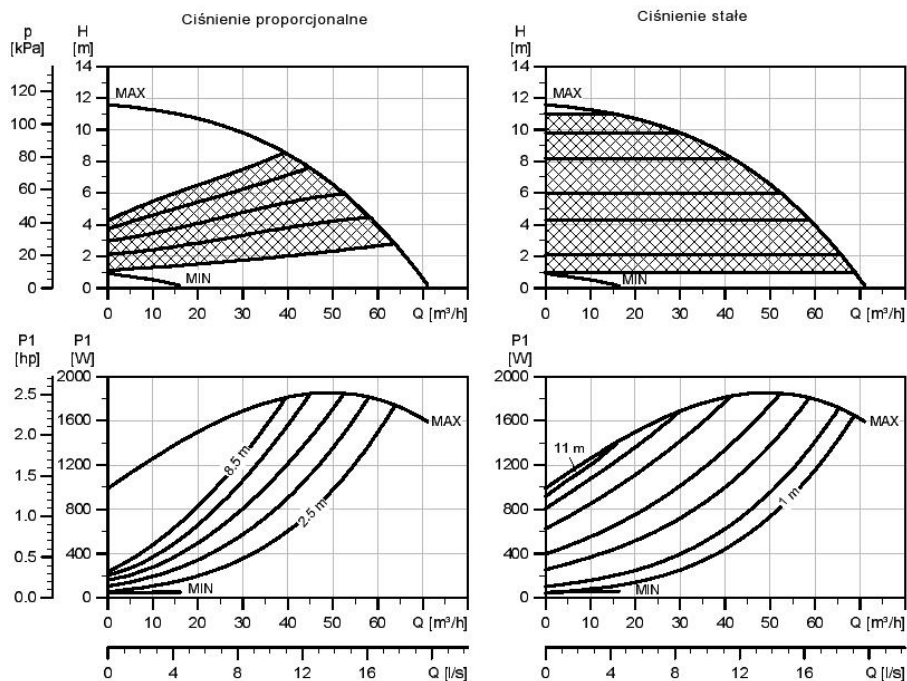 Ciśnienie proporcjonalne
Ciśnienie stałe
p
[kPa]
H
[m]
H
[m]
120
100
80
60
40
20
0
14
12
10
8
6
4
2
0
MAX
MIN
0 10 20 30 40 50 60 Q [m³/h]
14
12
10
8
6
4
2
0
MAX
MIN
0 10 20 30 40 50 60 Q [m³/h]
P1
[hp]
P1
[W]
P1
[W]
2.5
2.0
1.5
1.0
0.5
0.0
2000
1600
1200
800
400
0
8.5 m
2.5 m
MAX
MIN
0 10 20 30 40 50 60 Q [m³/h]
2000
1600
1200
800
400
0
11 m
1 m
MAX
MIN
0 10 20 30 40 50 60 Q [m³/h]
0 4 8 12 16 Q [l/s]
0 4 8 12 16 Q [l/s]